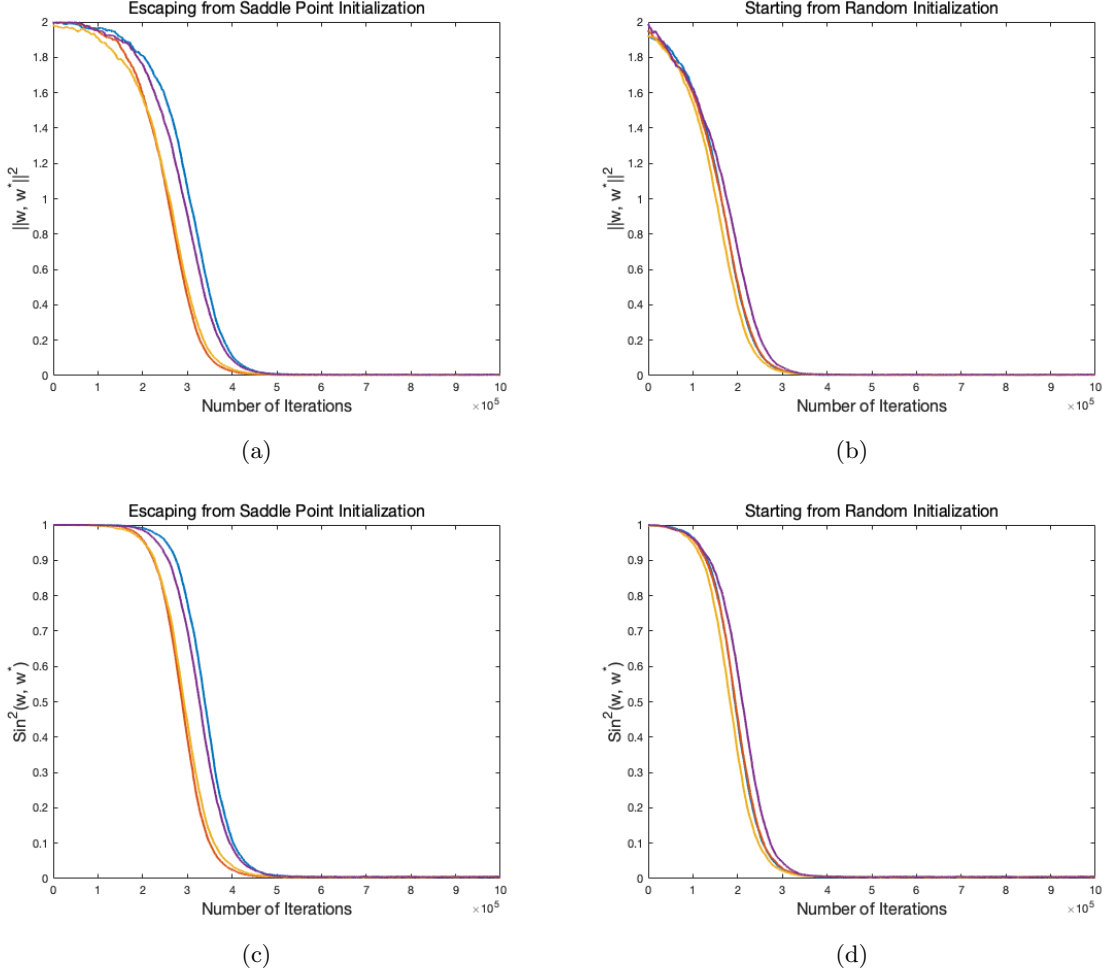 Escaping from Saddle Point Initialization
||w, w*||²
2
1.8
1.6
1.4
1.2
1
0.8
0.6
0.4
0.2
0
0 1 2 3 4 5 6 7 8 9 10
Number of Iterations
×10⁵
(a)
Starting from Random Initialization
||w, w*||²
2
1.8
1.6
1.4
1.2
1
0.8
0.6
0.4
0.2
0
0 1 2 3 4 5 6 7 8 9 10
Number of Iterations
×10⁵
(b)
Escaping from Saddle Point Initialization
Sin²(w, w*)
1
0.9
0.8
0.7
0.6
0.5
0.4
0.3
0.2
0.1
0
0 1 2 3 4 5 6 7 8 9 10
Number of Iterations
×10⁵
(c)
Starting from Random Initialization
Sin²(w, w*)
1
0.9
0.8
0.7
0.6
0.5
0.4
0.3
0.2
0.1
0
0 1 2 3 4 5 6 7 8 9 10
Number of Iterations
×10⁵
(d)